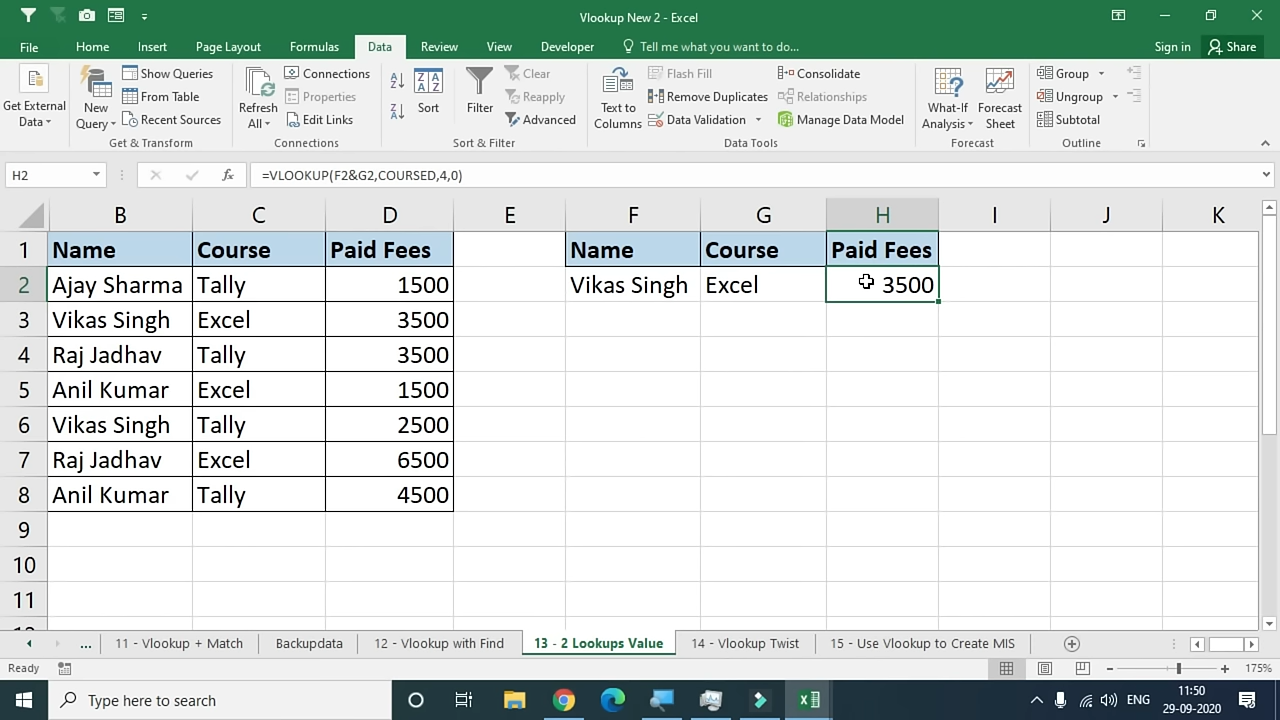 Vlookup New 2 - Excel
File Home Insert Page Layout Formulas Data Review View Developer Tell me what you want to do... Sign in Share
Get External Data
New Query
Show Queries
From Table
Recent Sources
Get & Transform
Refresh All
Connections
Properties
Edit Links
Connections
Sort
Filter
Clear
Reapply
Advanced
Sort & Filter
Text to Columns
Flash Fill
Remove Duplicates
Data Validation
Consolidate
Relationships
Manage Data Model
Data Tools
What-If Analysis
Forecast Sheet
Forecast
Group
Ungroup
Subtotal
Outline
H2 fx =VLOOKUP(F2&G2,COURSED,4,0)
B C D E F G H I J K
1 Name Course Paid Fees Name Course Paid Fees
2 Ajay Sharma Tally 1500 Vikas Singh Excel 3500
3 Vikas Singh Excel 3500
4 Raj Jadhav Tally 3500
5 Anil Kumar Excel 1500
6 Vikas Singh Tally 2500
7 Raj Jadhav Excel 6500
8 Anil Kumar Tally 4500
9
10
11
... 11 - Vlookup + Match Backupdata 12 - Vlookup with Find 13 - 2 Lookups Value 14 - Vlookup Twist 15 - Use Vlookup to Create MIS
Ready 175%
Type here to search ENG 11:50
29-09-2020